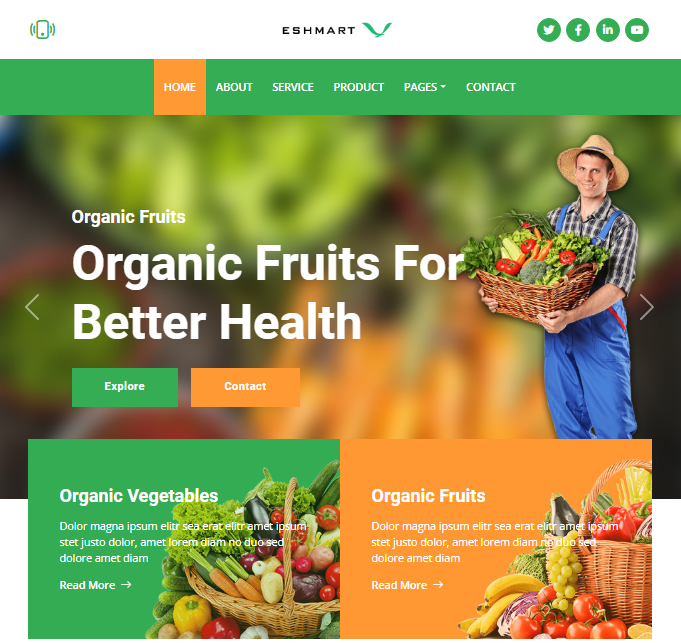 ESHMART
HOME ABOUT SERVICE PRODUCT PAGES CONTACT
Organic Fruits
Organic Fruits For
Better Health
Explore Contact
Organic Vegetables
Dolor magna ipsum elitr sea erat elitr amet ipsum
stet justo dolor, amet lorem diam no duo sed
dolore amet diam
Read More →
Organic Fruits
Dolor magna ipsum elitr sea erat elitr amet ipsum
stet justo dolor, amet lorem diam no duo sed
dolore amet diam
Read More →